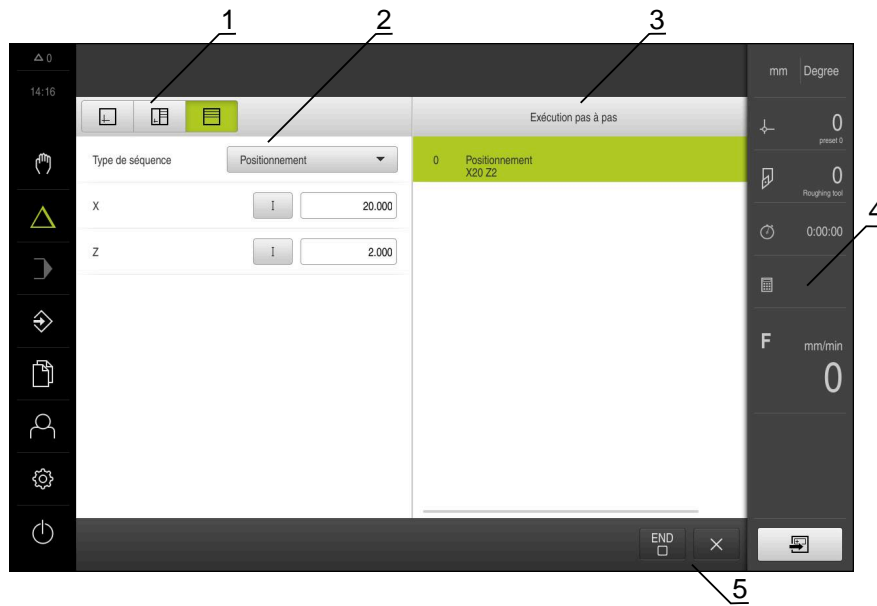 1 2 3
0
14:16
mm Degree
Exécution pas à pas
0
preset 0
Type de séquence Positionnement
0 Positionnement
X20 Z2
0
Roughing tool
X I 20.000
4
0:00:00
Z I 2.000
F mm/min
0
END
5